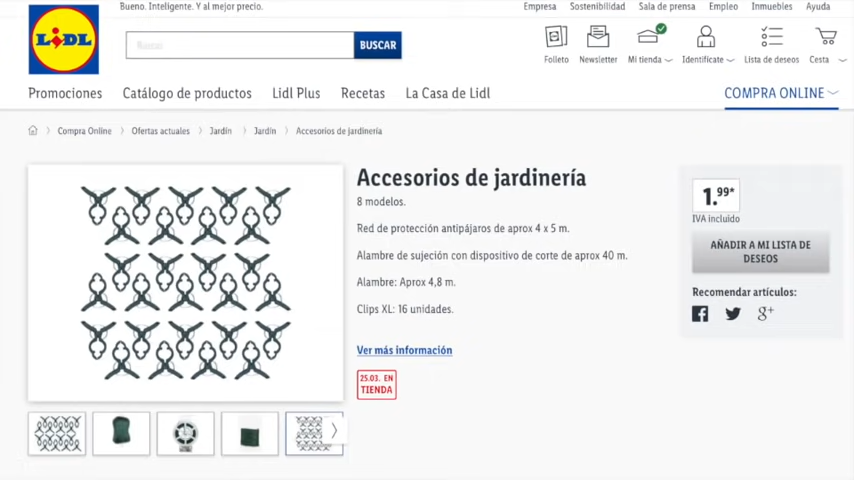 Bueno. Inteligente. Y al mejor precio.
Empresa Sostenibilidad Sala de prensa Empleo Inmuebles Ayuda
LIDL
Buscar
BUSCAR
Folleto Newsletter Mi tienda Identifícate Lista de deseos Cesta
Promociones Catálogo de productos Lidl Plus Recetas La Casa de Lidl COMPRA ONLINE
Compra Online Ofertas actuales Jardín Jardín Accesorios de jardinería
Accesorios de jardinería
8 modelos.
Red de protección antipájaros de aprox 4 x 5 m.
Alambre de sujeción con dispositivo de corte de aprox 40 m.
Alambre: Aprox 4,8 m.
Clips XL: 16 unidades.
Ver más información
25.03. EN
TIENDA
1.99*
IVA incluido
AÑADIR A MI LISTA DE
DESEOS
Recomendar artículos:
g+